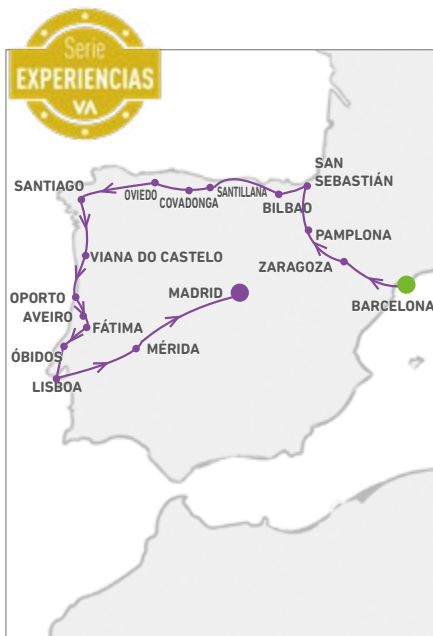 Serie
EXPERIENCIAS
VA
SAN
SEBASTIÁN
SANTIAGO
OVIEDO
COVADONGA
SANTILLANA
BILBAO
PAMPLONA
VIANA DO CASTELO
ZARAGOZA
MADRID
OPORTO
BARCELONA
AVEIRO
FÁTIMA
MÉRIDA
ÓBIDOS
LISBOA